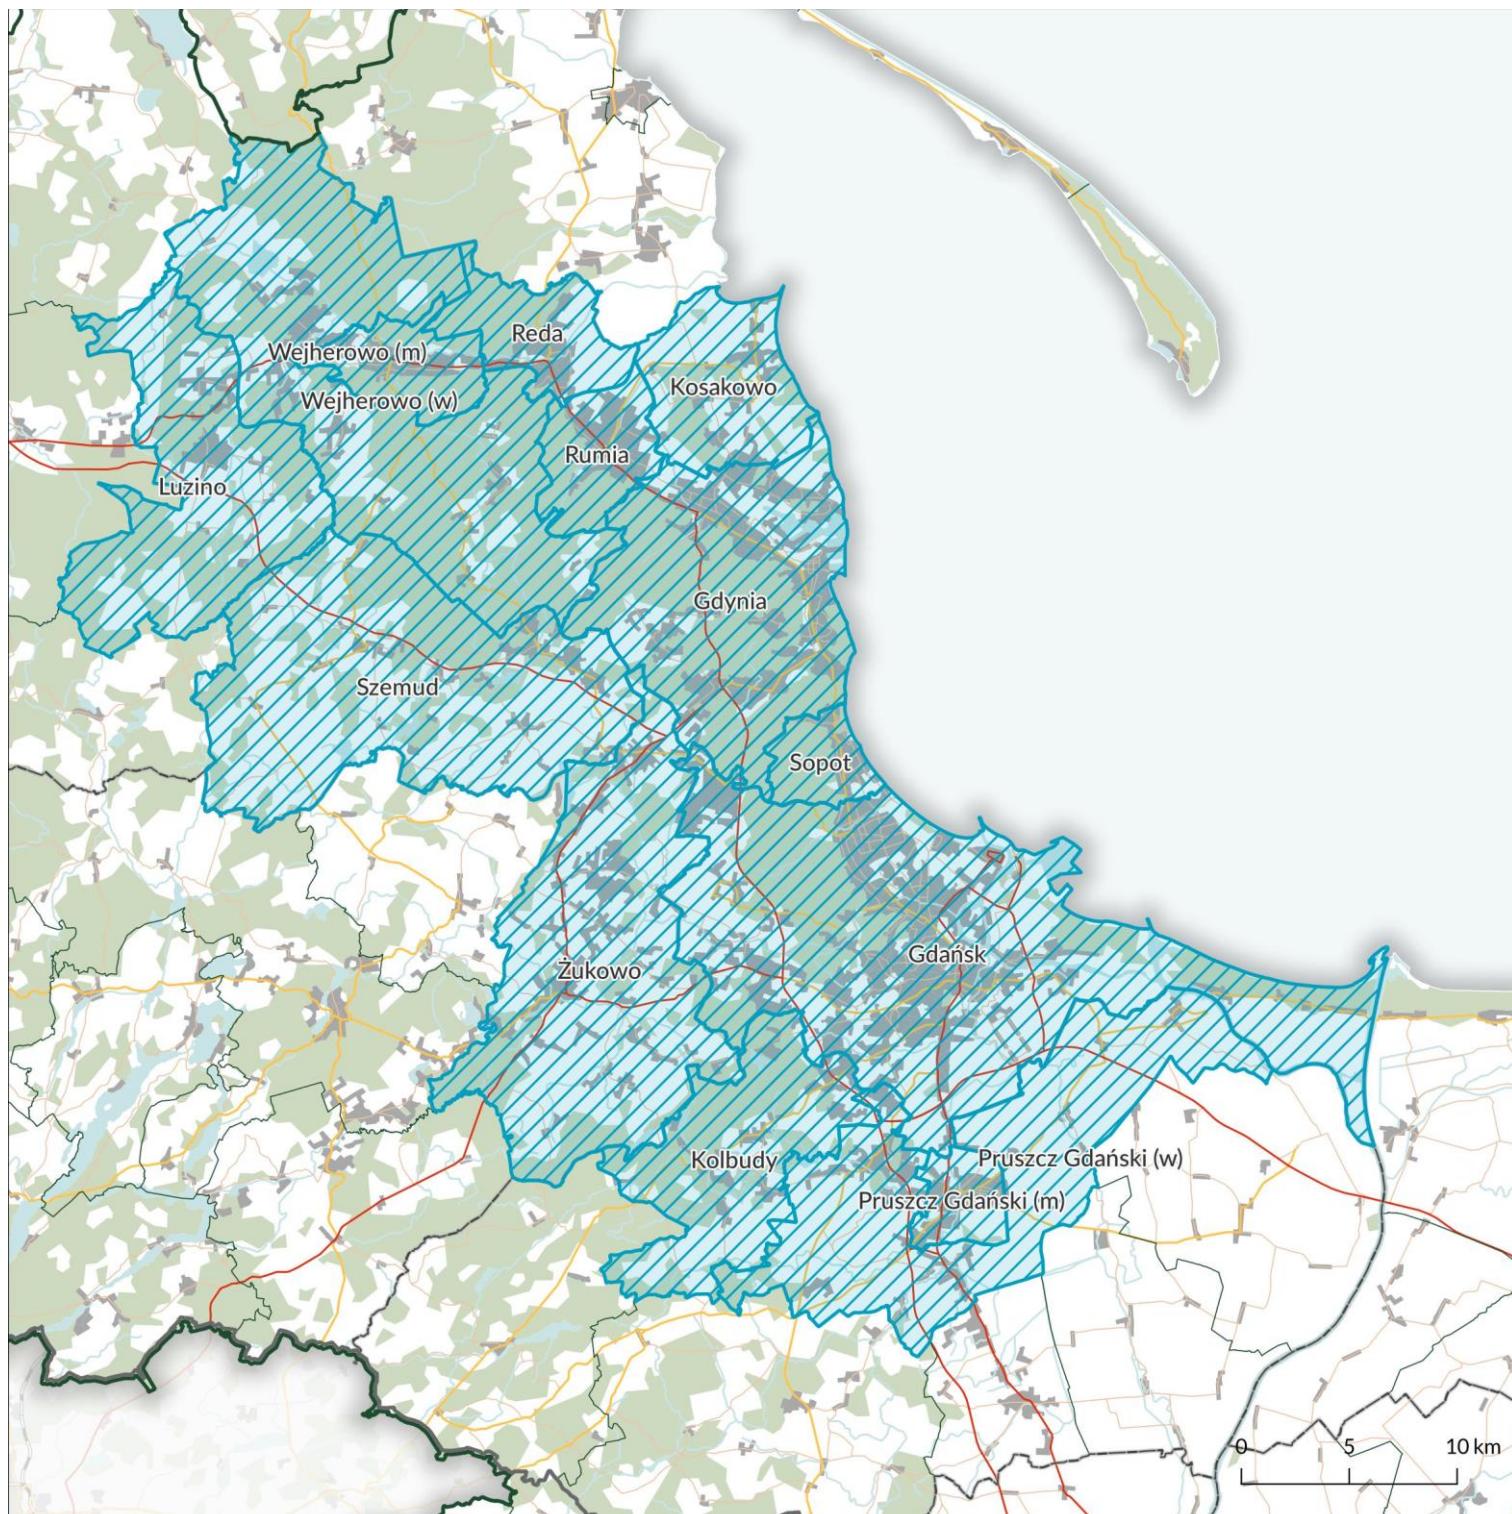 Reda
Wejherowo (m)
Kosakowo
Wejherowo (w)
Rumia
Luzino
Gdynia
Szemud
Sopot
Gdańsk
Żukowo
Pruszcz Gdański (w)
Kolbudy
Pruszcz Gdański (m)
0 5 10 km